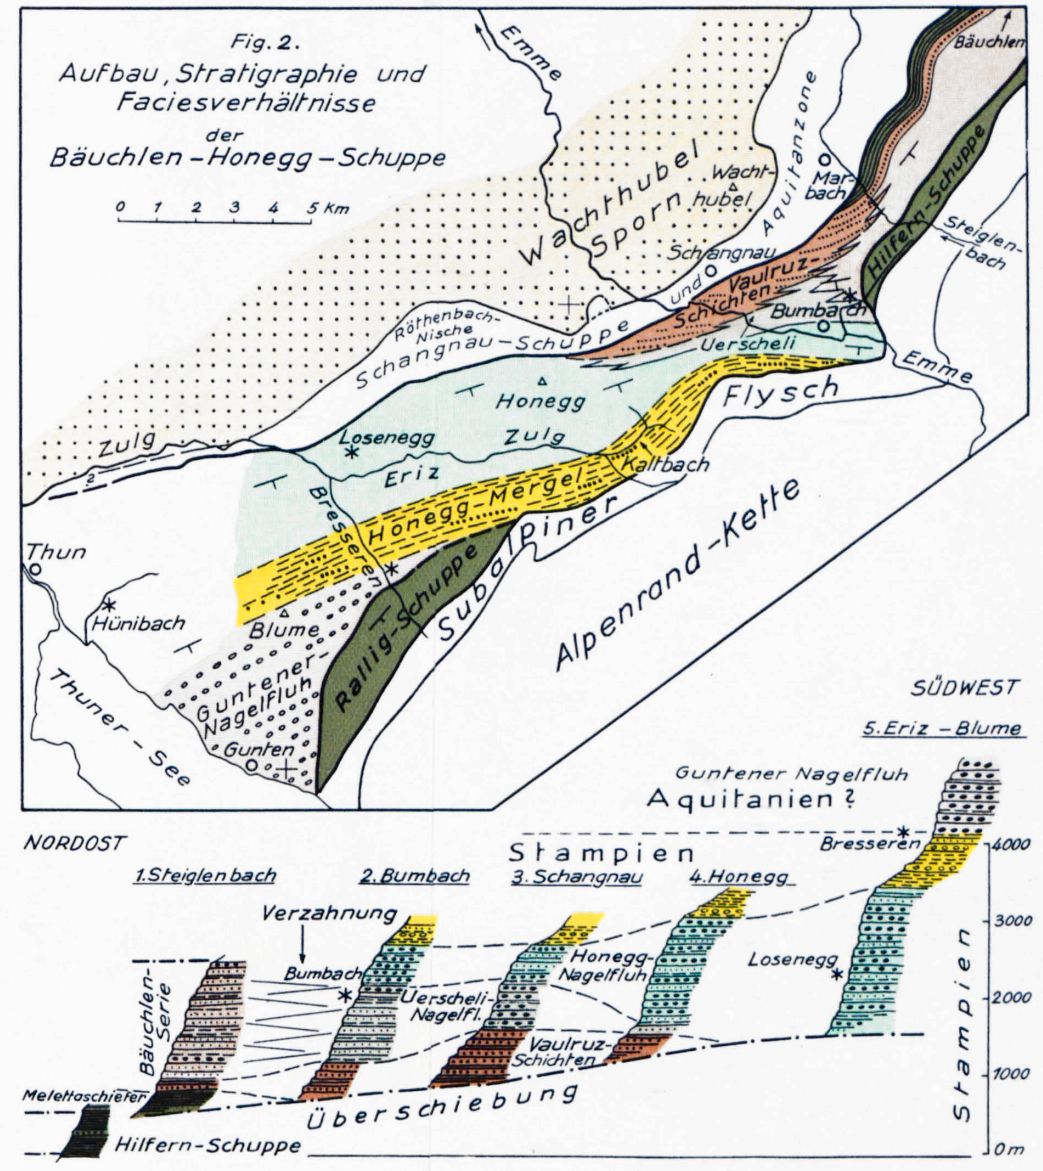 Fig. 2.
Aufbau, Stratigraphie und
Faciesverhältnisse
der
Bäuchlen-Honegg-Schuppe
0 1 2 3 4 5 Km
Emme
Bäuchlen
Wachthubel
Sporn
Wacht-
hubel
Aquitanzone
Mar-
bach
Hilfern-Schuppe
Steiglen-
bach
Schangnau
und
Vaulruz-
Schichten
Bumbach
Röthenbach-
Nische
Schangnau-Schuppe
Uerscheli
Emme
Flysch
Honegg
Zulg
Zulg
2
Losenegg
Eriz
Kaltbach
Bresseren
Honegg-Mergel
Subalpiner
Alpenrand-Kette
Thun
Hünibach
Blume
Rallig-Schuppe
Guntener-
Nagelfluh
Gunten
Thuner-See
SÜDWEST
5. Eriz - Blume
Guntener Nagelfluh
Aquitanien?
NORDOST
Bresseren
4000
Stampien
1. Steiglenbach
2. Bumbach
3. Schangnau
4. Honegg
Verzahnung
3000
Bumbach
Honegg-
Nagelfluh
Losenegg
Bäuchlen-
Serie
Uerscheli-
Nagelfl.
2000
Vaulruz-
Schichten
Stampien
1000
Melettaschiefer
Überschiebung
Hilfern-Schuppe
0 m